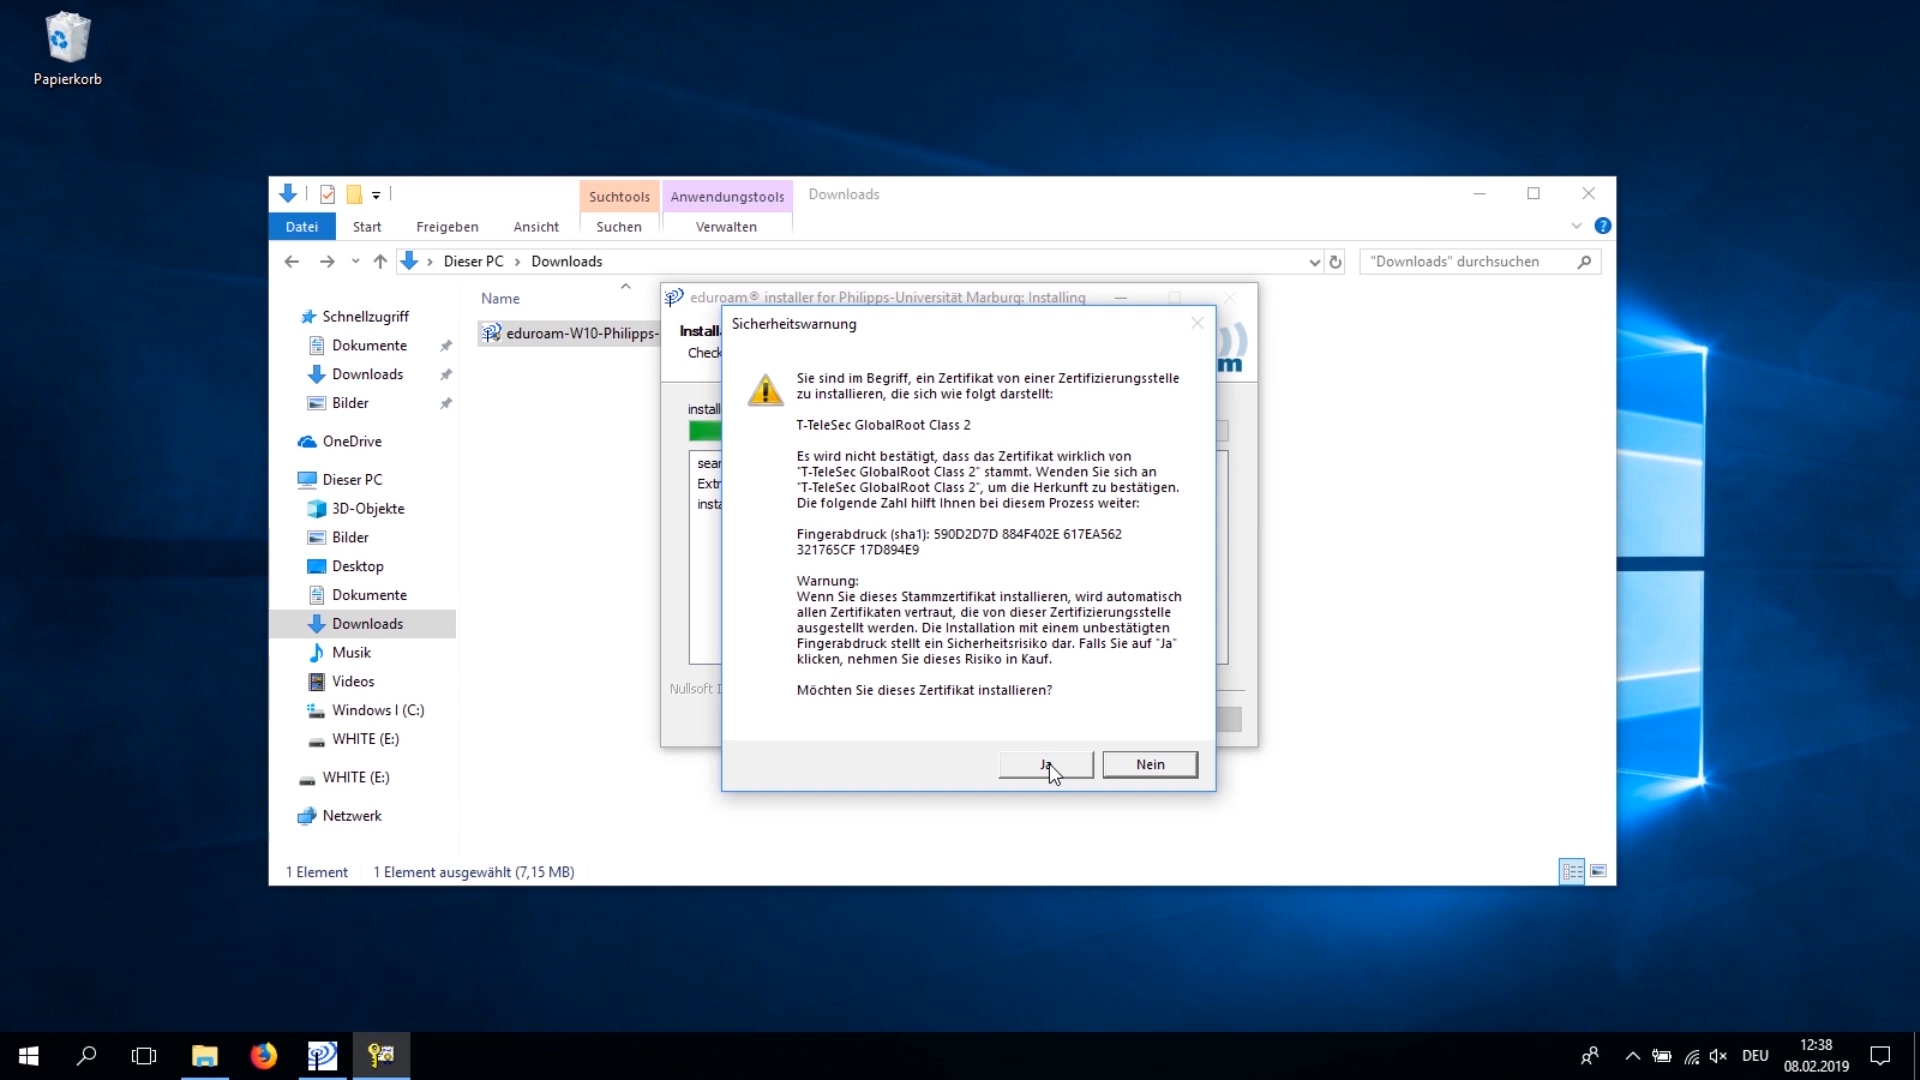 Papierkorb
Suchtools
Anwendungstools
Downloads
Datei
Start
Freigeben
Ansicht
Suchen
Verwalten
Dieser PC
Downloads
"Downloads" durchsuchen
Name
eduroam-W10-Philipps-
Schnellzugriff
Dokumente
Downloads
Bilder
OneDrive
Dieser PC
3D-Objekte
Bilder
Desktop
Dokumente
Downloads
Musik
Videos
Windows I (C:)
WHITE (E:)
WHITE (E:)
Netzwerk
1 Element
1 Element ausgewählt (7,15 MB)
eduroam® installer for Philipps-Universität Marburg: Installing
Install
Check
m
install
sear
Extr
insta
Nullsoft I
Sicherheitswarnung
Sie sind im Begriff, ein Zertifikat von einer Zertifizierungsstelle
zu installieren, die sich wie folgt darstellt:
T-TeleSec GlobalRoot Class 2
Es wird nicht bestätigt, dass das Zertifikat wirklich von
"T-TeleSec GlobalRoot Class 2" stammt. Wenden Sie sich an
"T-TeleSec GlobalRoot Class 2", um die Herkunft zu bestätigen.
Die folgende Zahl hilft Ihnen bei diesem Prozess weiter:
Fingerabdruck (sha1): 590D2D7D 884F402E 617EA562
321765CF 17D894E9
Warnung:
Wenn Sie dieses Stammzertifikat installieren, wird automatisch
allen Zertifikaten vertraut, die von dieser Zertifizierungsstelle
ausgestellt werden. Die Installation mit einem unbestätigten
Fingerabdruck stellt ein Sicherheitsrisiko dar. Falls Sie auf "Ja"
klicken, nehmen Sie dieses Risiko in Kauf.
Möchten Sie dieses Zertifikat installieren?
Ja
Nein
DEU
12:38
08.02.2019